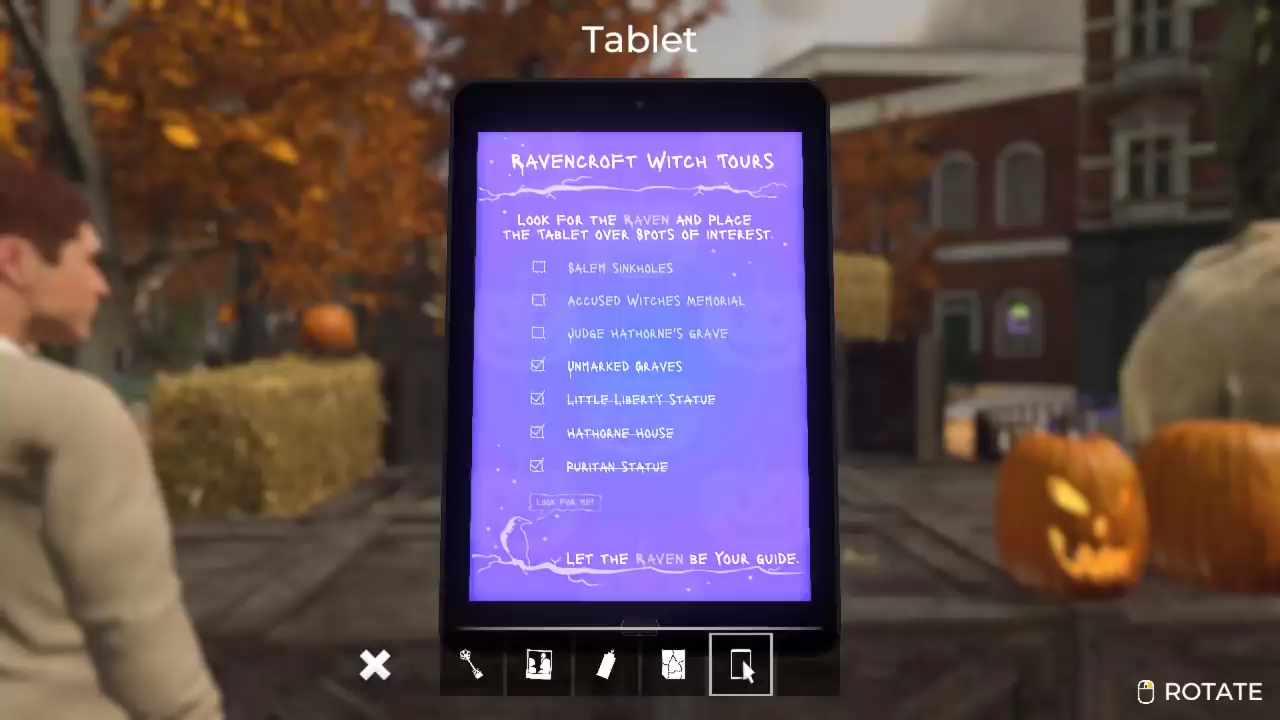 Tablet
RAVENCROFT WITCH TOURS
LOOK FOR THE RAVEN AND PLACE
THE TABLET OVER SPOTS OF INTEREST.
SALEM SINKHOLES
ACCUSED WITCHES MEMORIAL
JUDGE HATHORNE'S GRAVE
UNMARKED GRAVES
LITTLE LIBERTY STATUE
HATHORNE HOUSE
PURITAN STATUE
LOOK FOR ME!
LET THE RAVEN BE YOUR GUIDE.
ROTATE